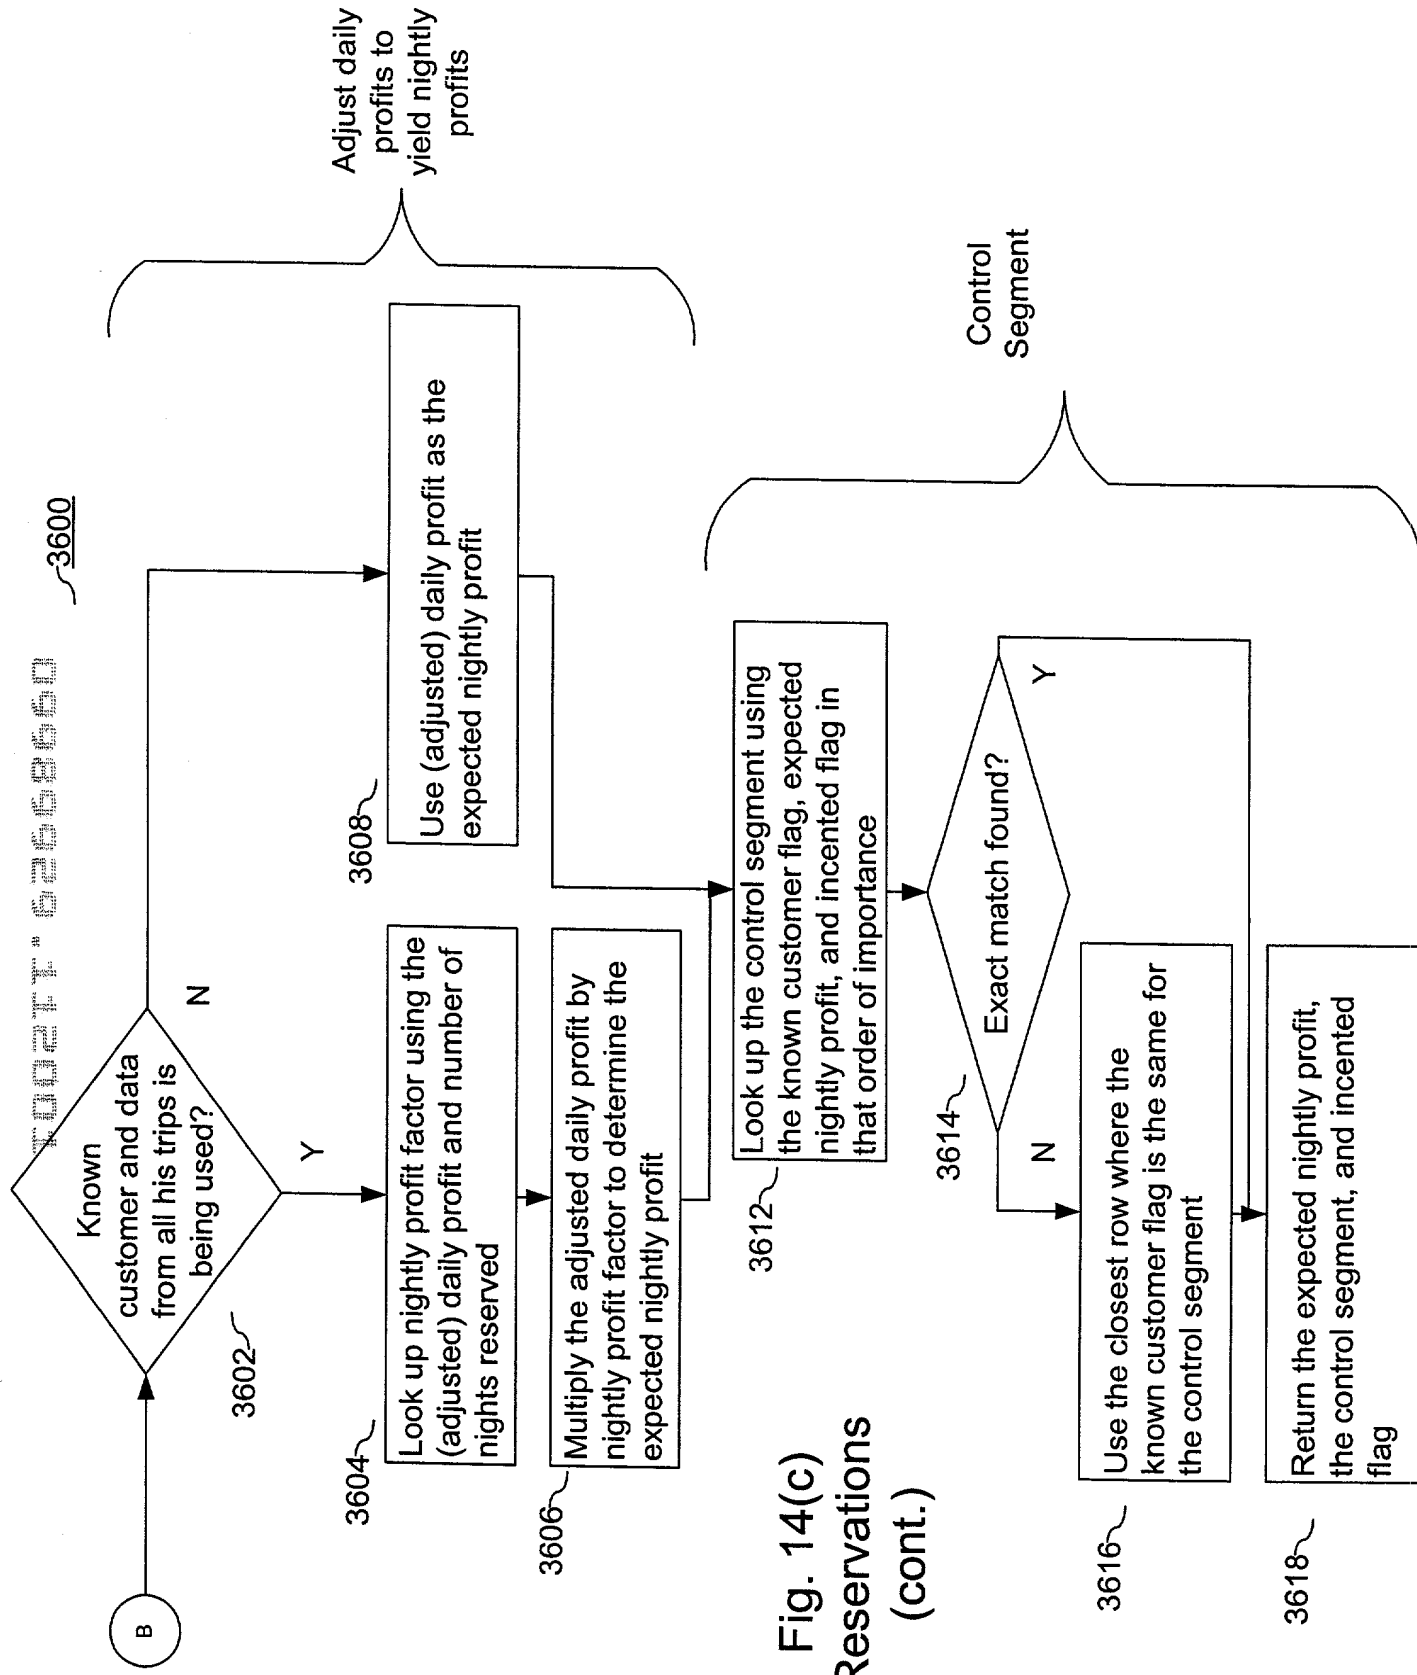 3600
B
Known
customer and data
from all his trips is
being used?
3602
Y
N
3604
Look up nightly profit factor using the
(adjusted) daily profit and number of
nights reserved
3606
Multiply the adjusted daily profit by
nightly profit factor to determine the
expected nightly profit
3608
Use (adjusted) daily profit as the
expected nightly profit
Adjust daily
profits to
yield nightly
profits
3612
Look up the control segment using
the known customer flag, expected
nightly profit, and incented flag in
that order of importance
3614
Exact match found?
N
Y
3616
Use the closest row where the
known customer flag is the same for
the control segment
3618
Return the expected nightly profit,
the control segment, and incented
flag
Control
Segment
Fig. 14(c)
Reservations
(cont.)